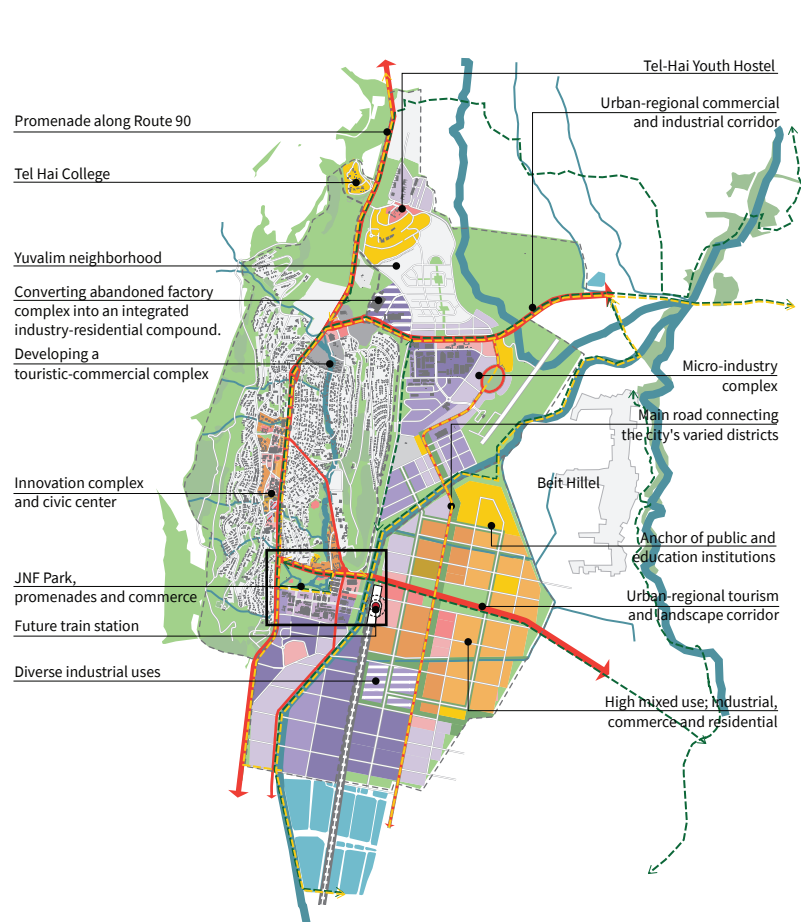 Tel-Hai Youth Hostel
Urban-regional commercial
and industrial corridor
Promenade along Route 90
Tel Hai College
Yuvalim neighborhood
Converting abandoned factory
complex into an integrated
industry-residential compound.
Developing a
touristic-commercial complex
Micro-industry
complex
Main road connecting
the city's varied districts
Innovation complex
and civic center
Beit Hillel
Anchor of public and
education institutions
JNF Park,
promenades and commerce
Urban-regional tourism
and landscape corridor
Future train station
Diverse industrial uses
High mixed use; industrial,
commerce and residential